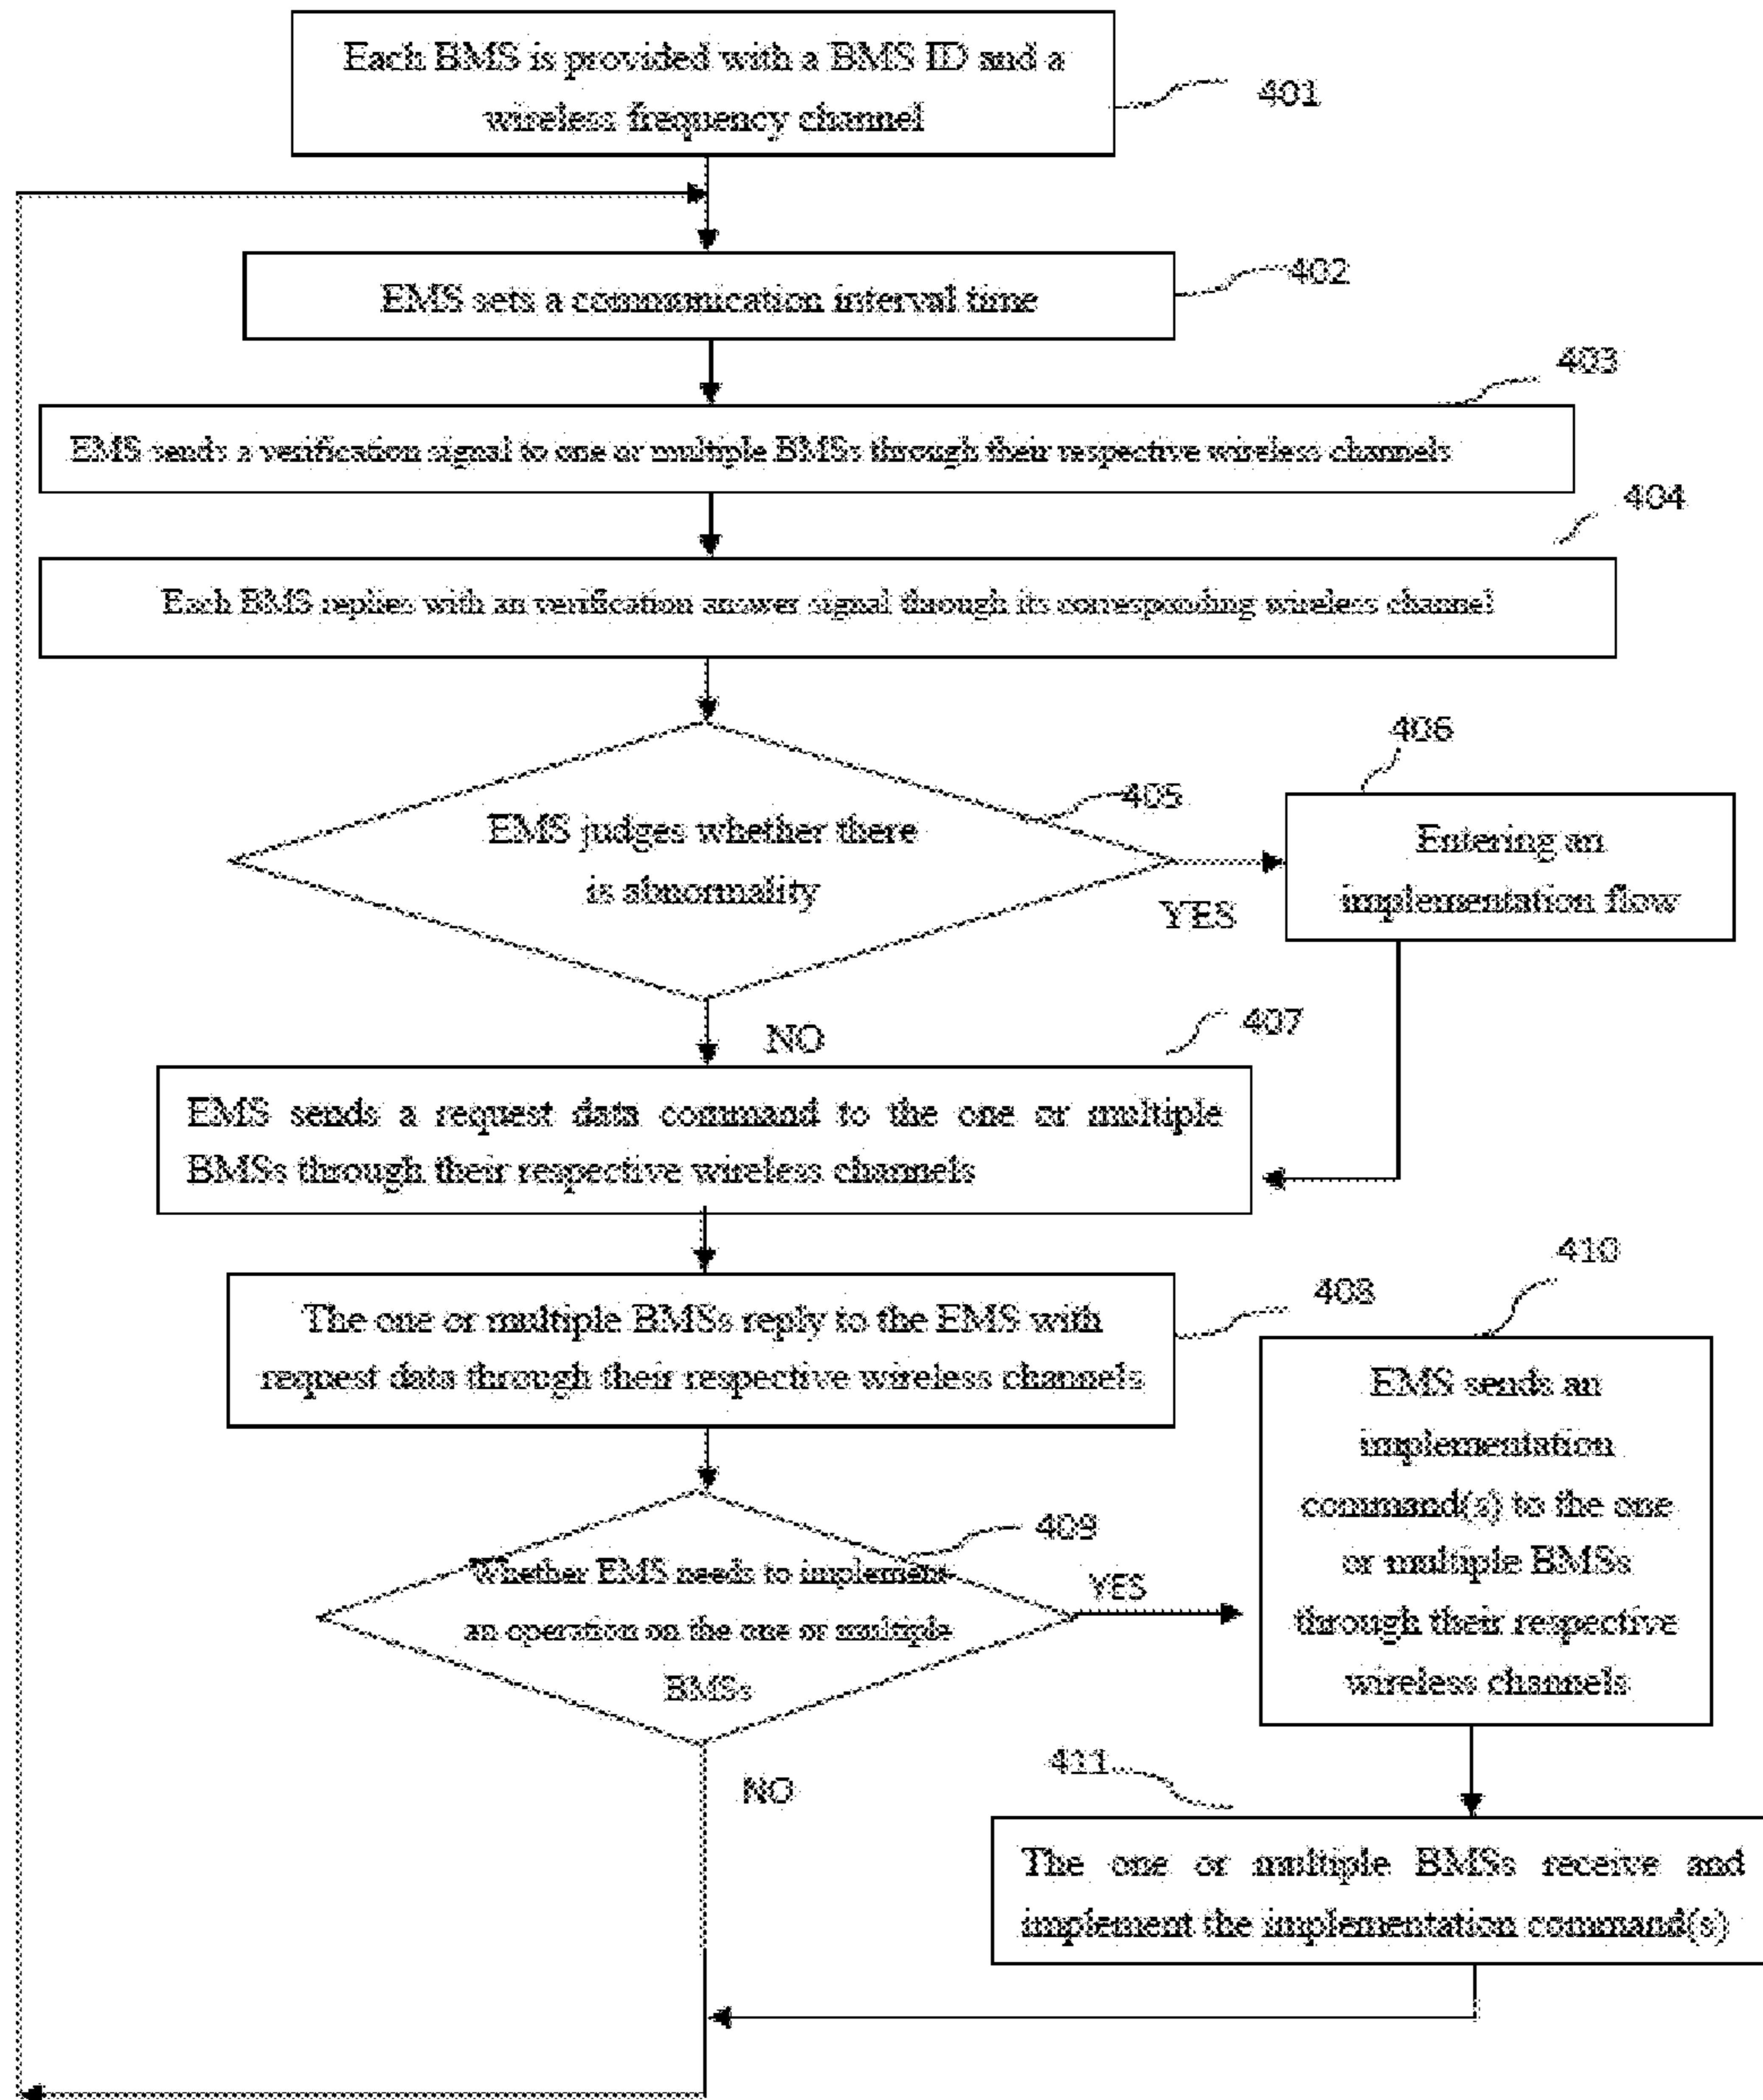 Each BMS is provided with a BMS ID and a
wireless frequency channel
401
EMS sets a communication interval time
402
403
EMS sends a verification signal to one or multiple BMSs through their respective wireless channels
404
Each BMS replies with an verification answer signal through its corresponding wireless channel
405
EMS judges whether there
is abnormality
YES
406
Entering an
implementation flow
NO
407
EMS sends a request data command to the one or multiple
BMSs through their respective wireless channels
408
The one or multiple BMSs reply to the EMS with
request data through their respective wireless channels
409
Whether EMS needs to implement
an operation on the one or multiple
BMSs
YES
410
EMS sends an
implementation
command(s) to the one
or multiple BMSs
through their respective
wireless channels
NO
411
The one or multiple BMSs receive and
implement the implementation command(s)